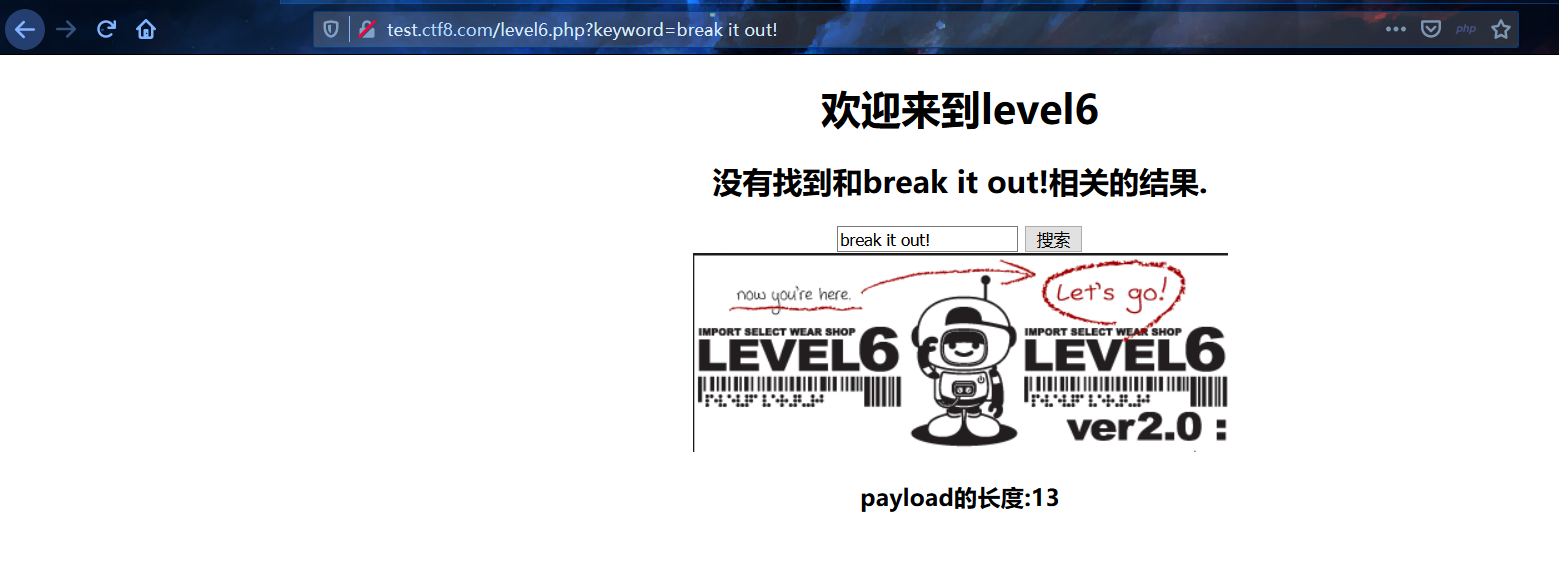 test.ctf8.com/level6.php?keyword=break it out!
php
欢迎来到level6
没有找到和break it out!相关的结果.
break it out! 搜索
now you're here. Let's go!
IMPORT SELECT WEAR SHOP IMPORT SELECT WEAR SHOP
LEVEL6 LEVEL6
ver2.0 :
payload的长度:13